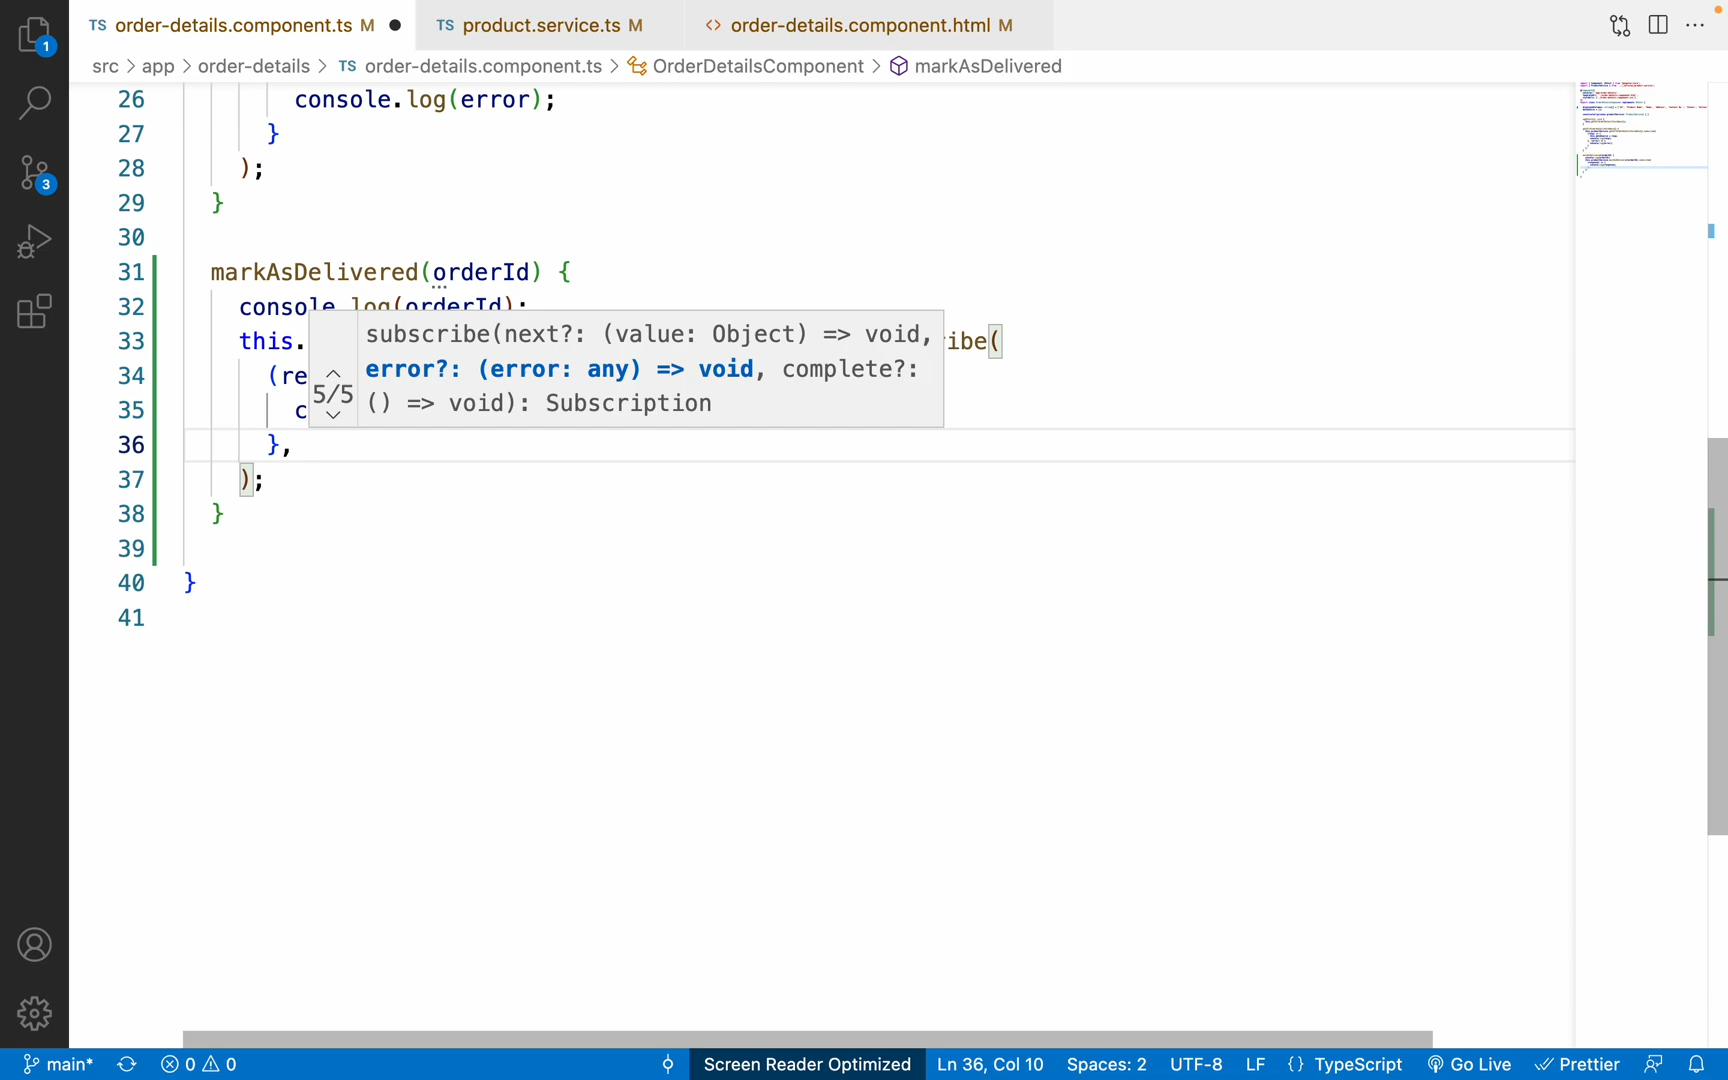 TS order-details.component.ts M ●
TS product.service.ts M
<> order-details.component.html M
src > app > order-details > TS order-details.component.ts > OrderDetailsComponent > markAsDelivered
26 console.log(error);
27 }
28 );
29 }
30
31 markAsDelivered(orderId) {
32 console.log(orderId);
33 this. ibe(
34 (re
35 c
36 },
37 );
38 }
39
40 }
41
5/5
subscribe(next?: (value: Object) => void,
error?: (error: any) => void, complete?:
() => void): Subscription
1
3
main* 0 0 Screen Reader Optimized Ln 36, Col 10 Spaces: 2 UTF-8 LF {} TypeScript Go Live Prettier